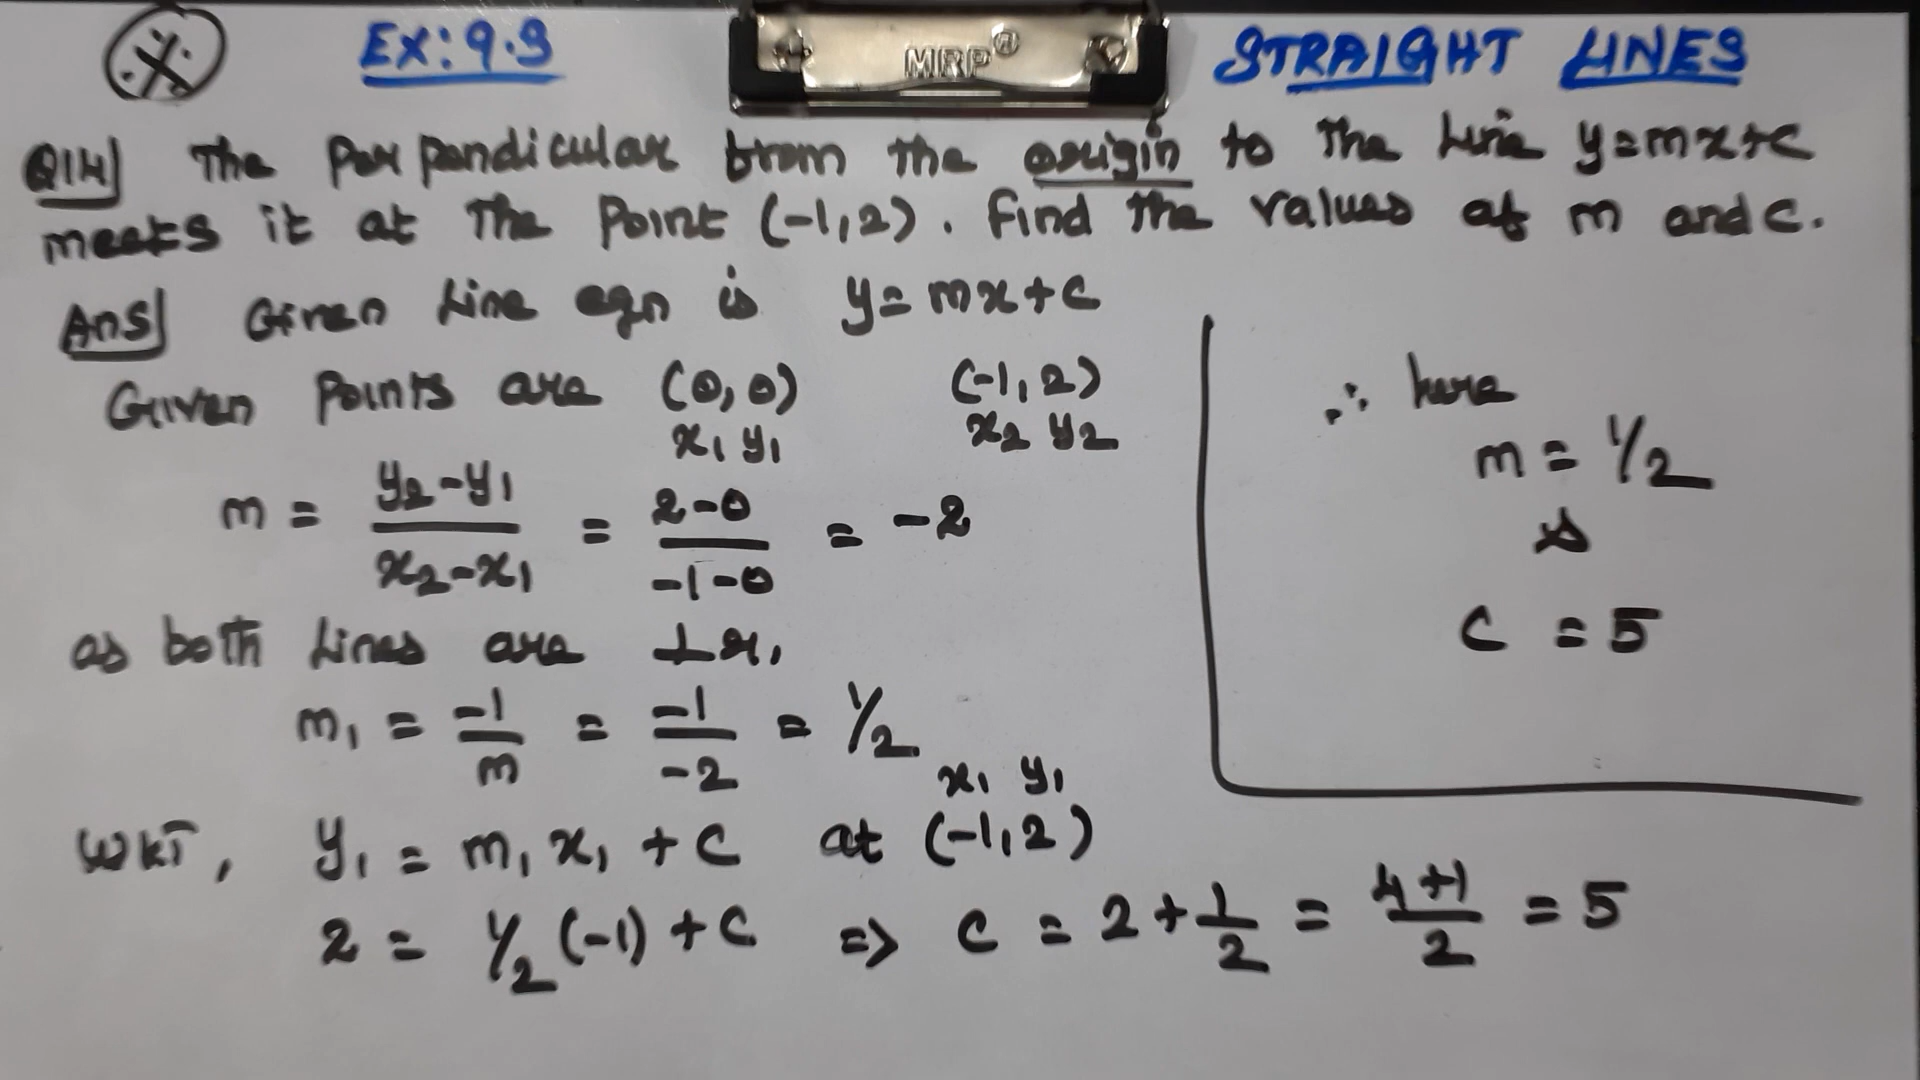 X EX: 9.3 MRP® STRAIGHT LINES
Q14] The Perpendicular from the origin to the line y=mx+c
meets it at the Point (-1,2). Find the values of m and c.
Ans] Given line eqn is y=mx+c
Given Points are (0,0) (-1,2)
x₁ y₁ x₂ y₂
m = y₂-y₁/x₂-x₁ = 2-0/-1-0 = -2
as both lines are ⊥r,
m₁ = -1/m = -1/-2 = 1/2
x₁ y₁
WKT, y₁ = m₁x₁ + c at (-1,2)
2 = 1/2(-1)+c => c = 2+1/2 = 4+1/2 = 5
∴ here
m = 1/2
&
c = 5